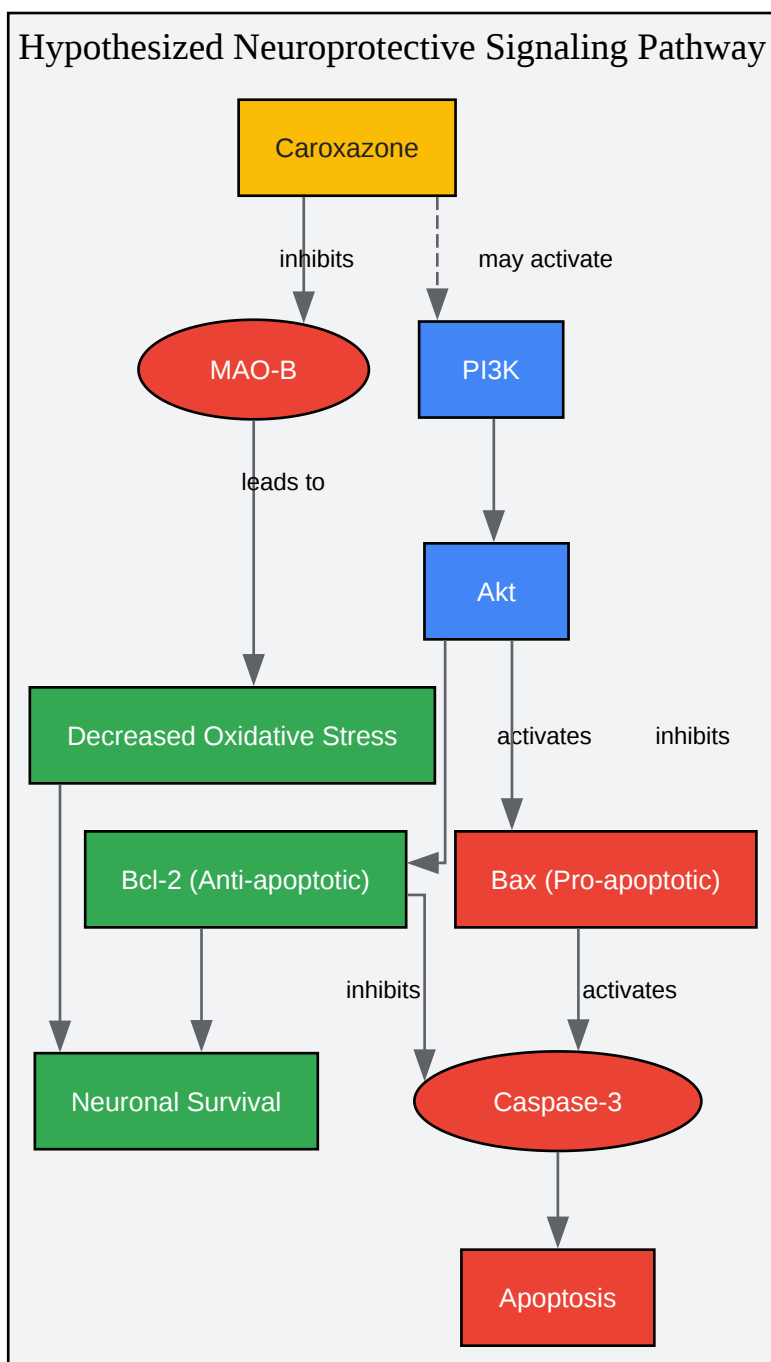 Hypothesized Neuroprotective Signaling Pathway
Caroxazone
inhibits
may activate
MAO-B
PI3K
leads to
Akt
Decreased Oxidative Stress
activates
inhibits
Bcl-2 (Anti-apoptotic)
Bax (Pro-apoptotic)
inhibits
activates
Neuronal Survival
Caspase-3
Apoptosis